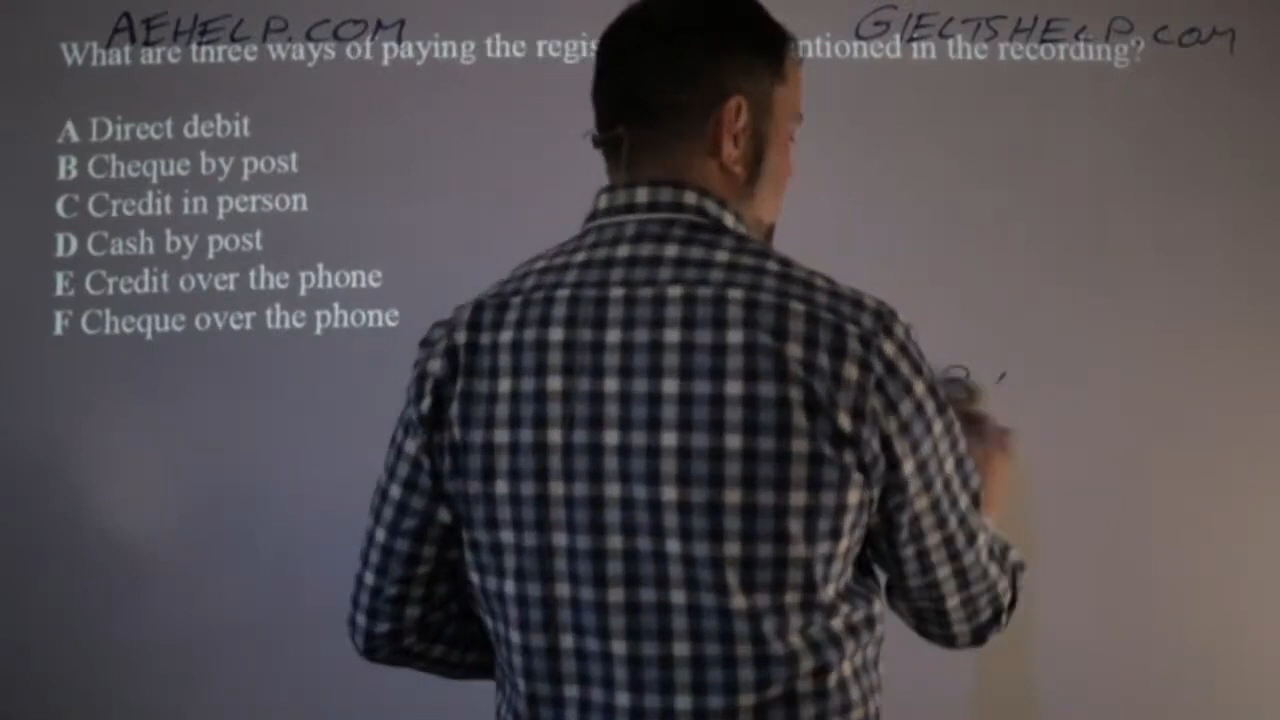 AEHELP.COM GIELTSHELP.COM
What are three ways of paying the regis ntioned in the recording?
A Direct debit
B Cheque by post
C Credit in person
D Cash by post
E Credit over the phone
F Cheque over the phone